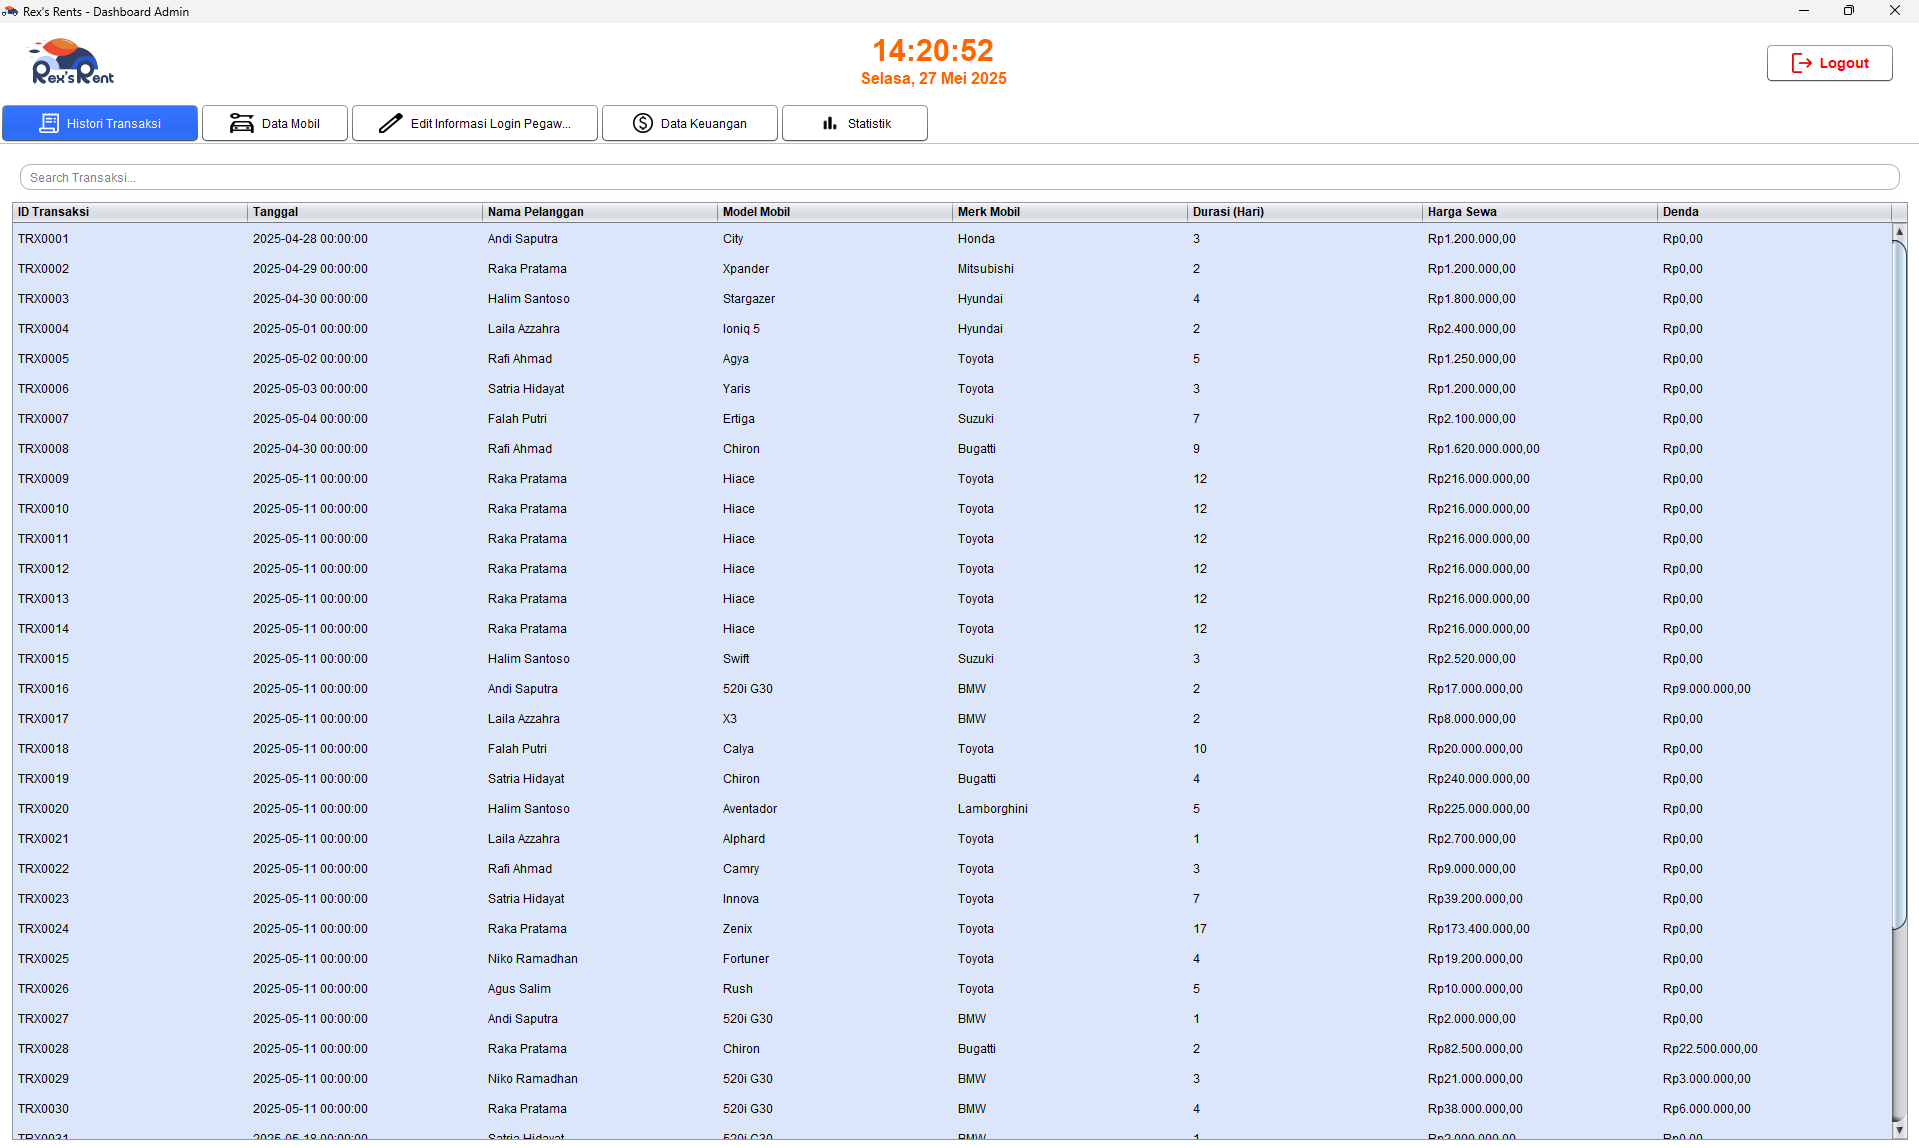 Rex's Rents - Dashboard Admin
Rex's Rent
14:20:52
Selasa, 27 Mei 2025
Logout
Histori Transaksi Data Mobil Edit Informasi Login Pegaw... Data Keuangan Statistik
Search Transaksi...
ID Transaksi Tanggal Nama Pelanggan Model Mobil Merk Mobil Durasi (Hari) Harga Sewa Denda
TRX0001 2025-04-28 00:00:00 Andi Saputra City Honda 3 Rp1.200.000,00 Rp0,00
TRX0002 2025-04-29 00:00:00 Raka Pratama Xpander Mitsubishi 2 Rp1.200.000,00 Rp0,00
TRX0003 2025-04-30 00:00:00 Halim Santoso Stargazer Hyundai 4 Rp1.800.000,00 Rp0,00
TRX0004 2025-05-01 00:00:00 Laila Azzahra Ioniq 5 Hyundai 2 Rp2.400.000,00 Rp0,00
TRX0005 2025-05-02 00:00:00 Rafi Ahmad Agya Toyota 5 Rp1.250.000,00 Rp0,00
TRX0006 2025-05-03 00:00:00 Satria Hidayat Yaris Toyota 3 Rp1.200.000,00 Rp0,00
TRX0007 2025-05-04 00:00:00 Falah Putri Ertiga Suzuki 7 Rp2.100.000,00 Rp0,00
TRX0008 2025-04-30 00:00:00 Rafi Ahmad Chiron Bugatti 9 Rp1.620.000.000,00 Rp0,00
TRX0009 2025-05-11 00:00:00 Raka Pratama Hiace Toyota 12 Rp216.000.000,00 Rp0,00
TRX0010 2025-05-11 00:00:00 Raka Pratama Hiace Toyota 12 Rp216.000.000,00 Rp0,00
TRX0011 2025-05-11 00:00:00 Raka Pratama Hiace Toyota 12 Rp216.000.000,00 Rp0,00
TRX0012 2025-05-11 00:00:00 Raka Pratama Hiace Toyota 12 Rp216.000.000,00 Rp0,00
TRX0013 2025-05-11 00:00:00 Raka Pratama Hiace Toyota 12 Rp216.000.000,00 Rp0,00
TRX0014 2025-05-11 00:00:00 Raka Pratama Hiace Toyota 12 Rp216.000.000,00 Rp0,00
TRX0015 2025-05-11 00:00:00 Halim Santoso Swift Suzuki 3 Rp2.520.000,00 Rp0,00
TRX0016 2025-05-11 00:00:00 Andi Saputra 520i G30 BMW 2 Rp17.000.000,00 Rp9.000.000,00
TRX0017 2025-05-11 00:00:00 Laila Azzahra X3 BMW 2 Rp8.000.000,00 Rp0,00
TRX0018 2025-05-11 00:00:00 Falah Putri Calya Toyota 10 Rp20.000.000,00 Rp0,00
TRX0019 2025-05-11 00:00:00 Satria Hidayat Chiron Bugatti 4 Rp240.000.000,00 Rp0,00
TRX0020 2025-05-11 00:00:00 Halim Santoso Aventador Lamborghini 5 Rp225.000.000,00 Rp0,00
TRX0021 2025-05-11 00:00:00 Laila Azzahra Alphard Toyota 1 Rp2.700.000,00 Rp0,00
TRX0022 2025-05-11 00:00:00 Rafi Ahmad Camry Toyota 3 Rp9.000.000,00 Rp0,00
TRX0023 2025-05-11 00:00:00 Satria Hidayat Innova Toyota 7 Rp39.200.000,00 Rp0,00
TRX0024 2025-05-11 00:00:00 Raka Pratama Zenix Toyota 17 Rp173.400.000,00 Rp0,00
TRX0025 2025-05-11 00:00:00 Niko Ramadhan Fortuner Toyota 4 Rp19.200.000,00 Rp0,00
TRX0026 2025-05-11 00:00:00 Agus Salim Rush Toyota 5 Rp10.000.000,00 Rp0,00
TRX0027 2025-05-11 00:00:00 Andi Saputra 520i G30 BMW 1 Rp2.000.000,00 Rp0,00
TRX0028 2025-05-11 00:00:00 Raka Pratama Chiron Bugatti 2 Rp82.500.000,00 Rp22.500.000,00
TRX0029 2025-05-11 00:00:00 Niko Ramadhan 520i G30 BMW 3 Rp21.000.000,00 Rp3.000.000,00
TRX0030 2025-05-11 00:00:00 Raka Pratama 520i G30 BMW 4 Rp38.000.000,00 Rp6.000.000,00
TRX0031 2025-05-18 00:00:00 Satria Hidayat 520i G30 BMW 1 Rp2.000.000,00 Rp0,00